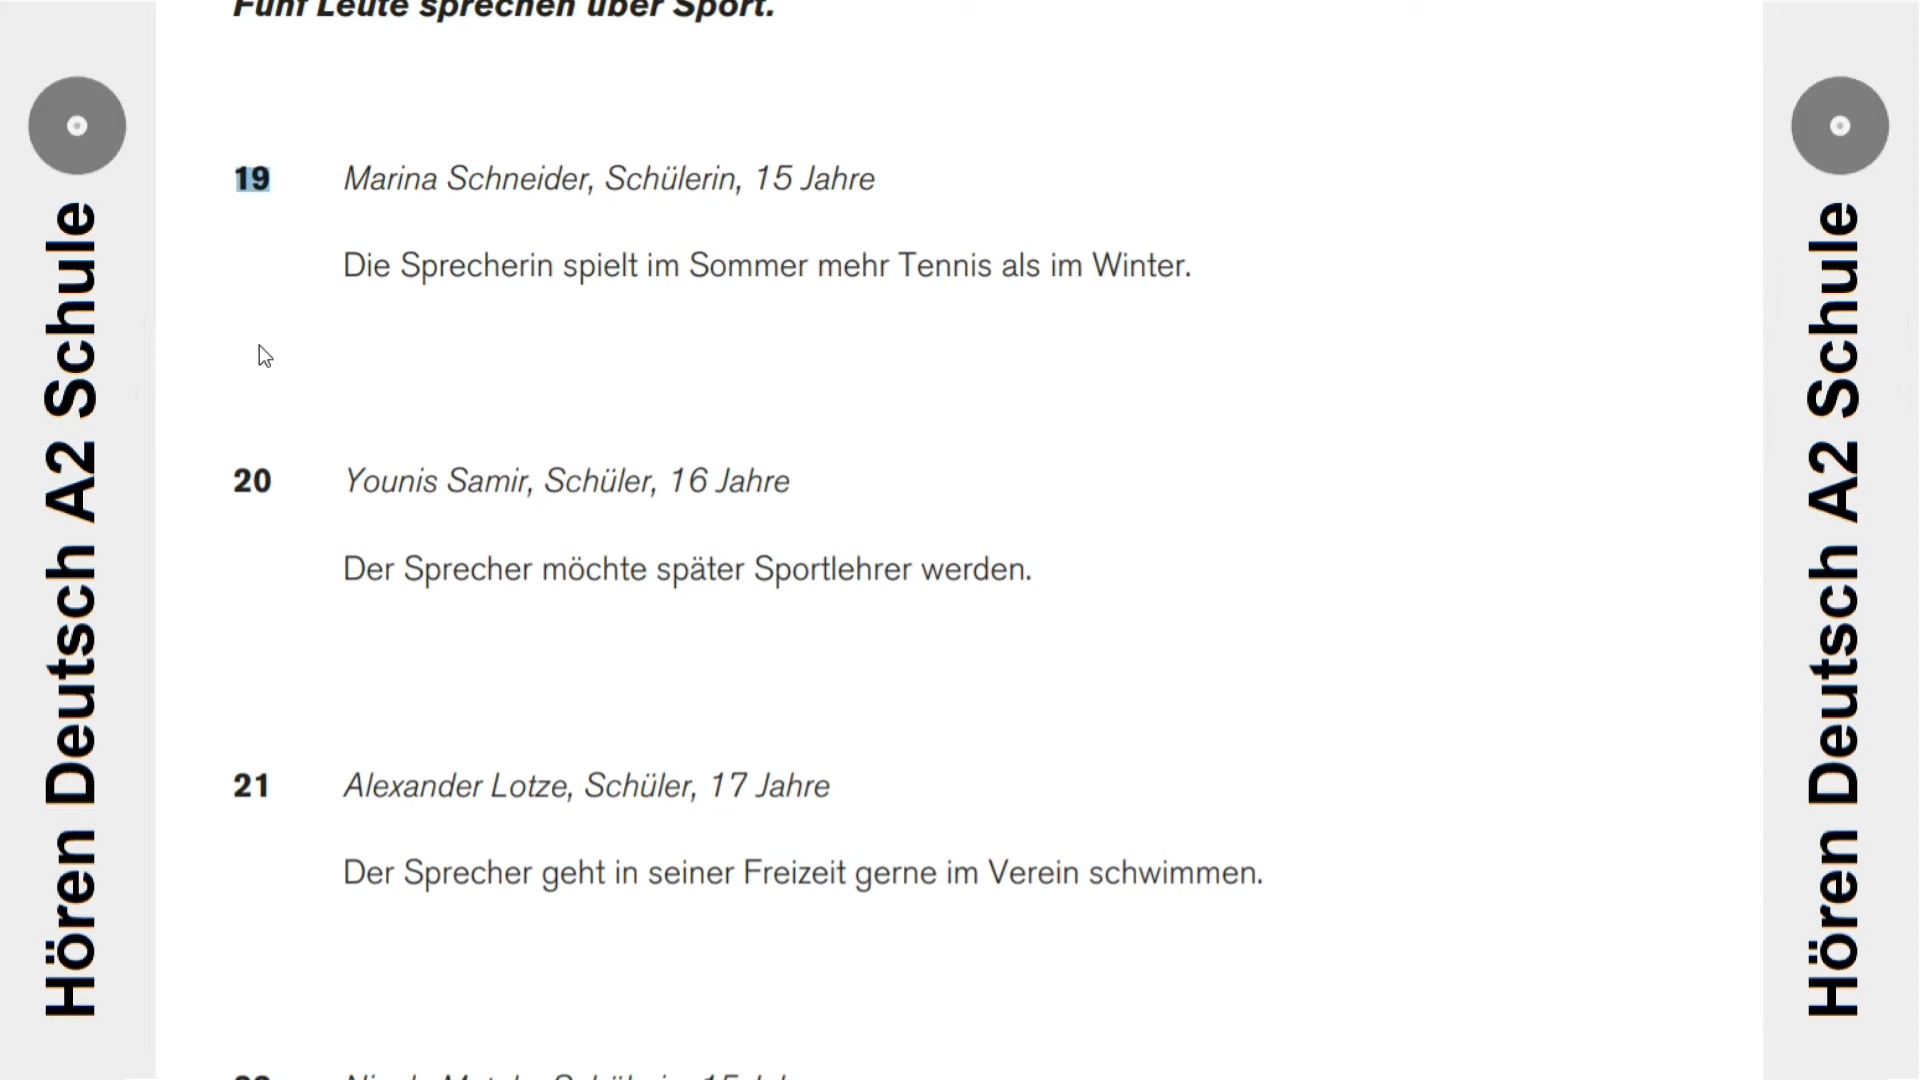 Fünf Leute sprechen über Sport.
19 Marina Schneider, Schülerin, 15 Jahre
Die Sprecherin spielt im Sommer mehr Tennis als im Winter.
20 Younis Samir, Schüler, 16 Jahre
Der Sprecher möchte später Sportlehrer werden.
21 Alexander Lotze, Schüler, 17 Jahre
Der Sprecher geht in seiner Freizeit gerne im Verein schwimmen.
Hören Deutsch A2 Schule
Hören Deutsch A2 Schule